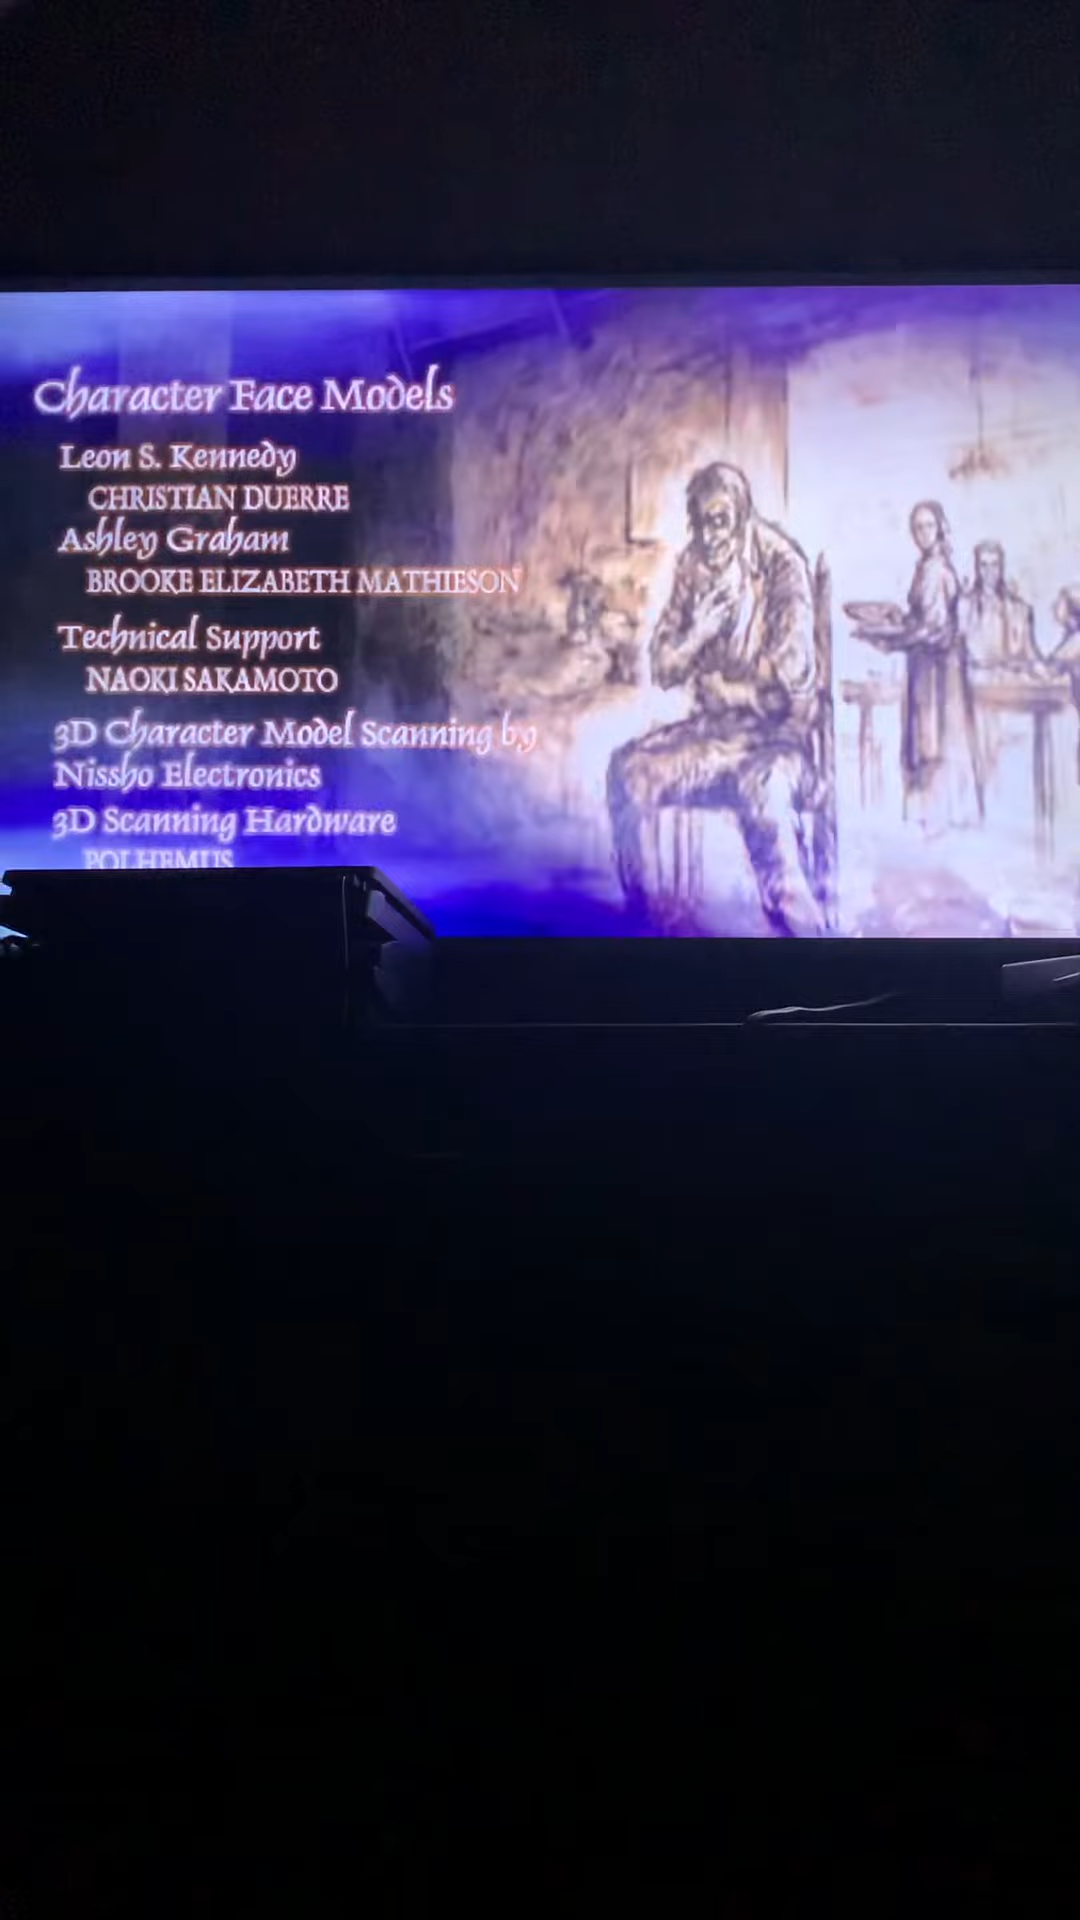 Character Face Models
Leon S. Kennedy
CHRISTIAN DUERRE
Ashley Graham
BROOKE ELIZABETH MATHIESON
Technical Support
NAOKI SAKAMOTO
3D Character Model Scanning by
Nissho Electronics
3D Scanning Hardware
POLHEMUS